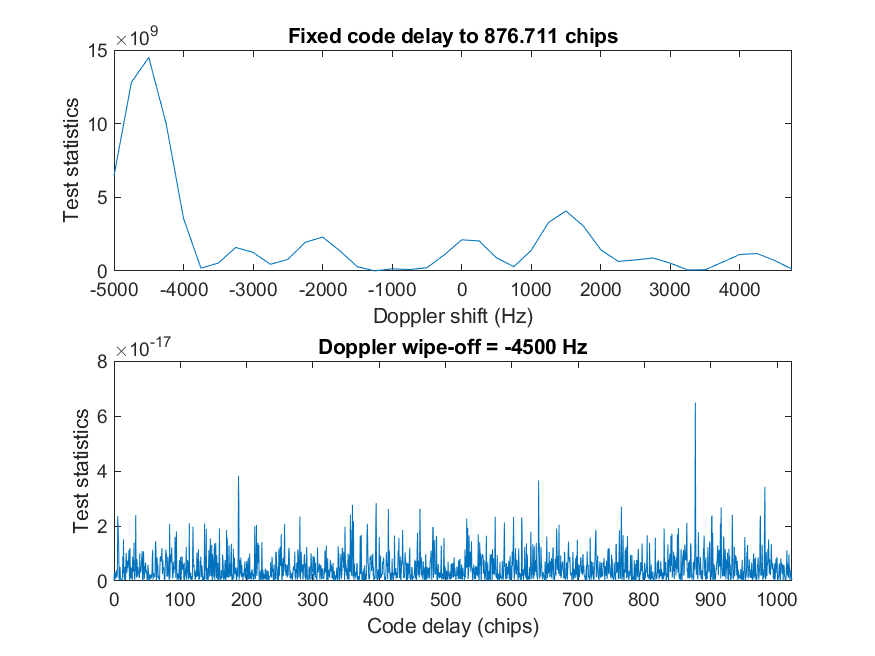 ×10⁹
Fixed code delay to 876.711 chips
15
10
5
0
Test statistics
-5000 -4000 -3000 -2000 -1000 0 1000 2000 3000 4000
Doppler shift (Hz)
×10⁻¹⁷
Doppler wipe-off = -4500 Hz
8
6
4
2
0
Test statistics
0 100 200 300 400 500 600 700 800 900 1000
Code delay (chips)